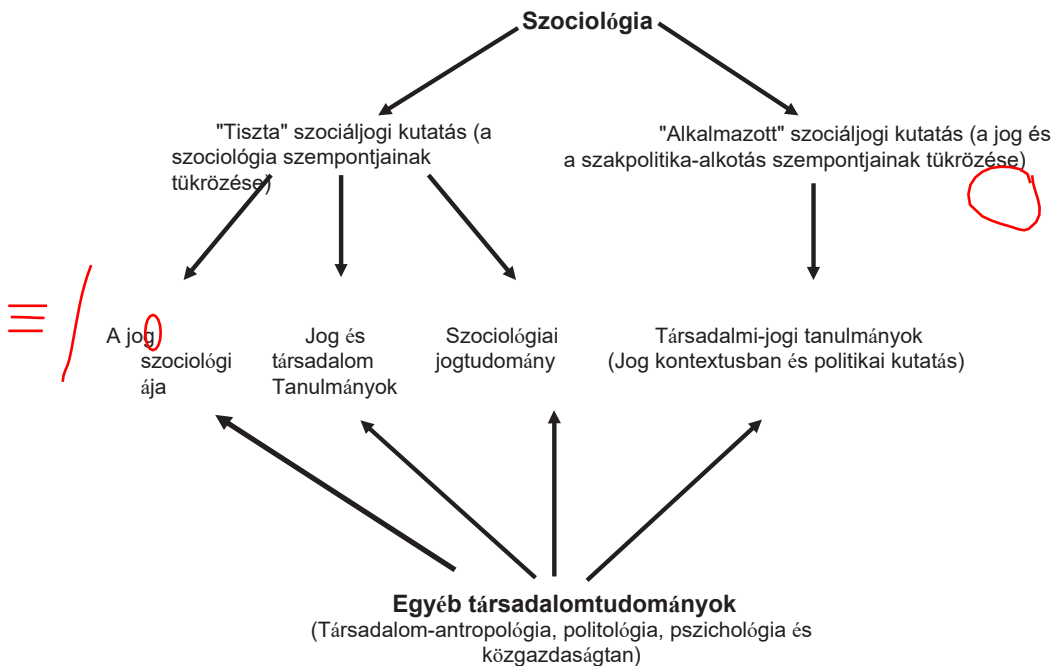 Szociológia
"Tiszta" szociáljogi kutatás (a
szociológia szempontjainak
tükrözése)
"Alkalmazott" szociáljogi kutatás (a jog és
a szakpolitika-alkotás szempontjainak tükrözése)
A jog
szociológi
ája
Jog és
társadalom
Tanulmányok
Szociológiai
jogtudomány
Társadalmi-jogi tanulmányok
(Jog kontextusban és politikai kutatás)
Egyéb társadalomtudományok
(Társadalom-antropológia, politológia, pszichológia és
közgazdaságtan)